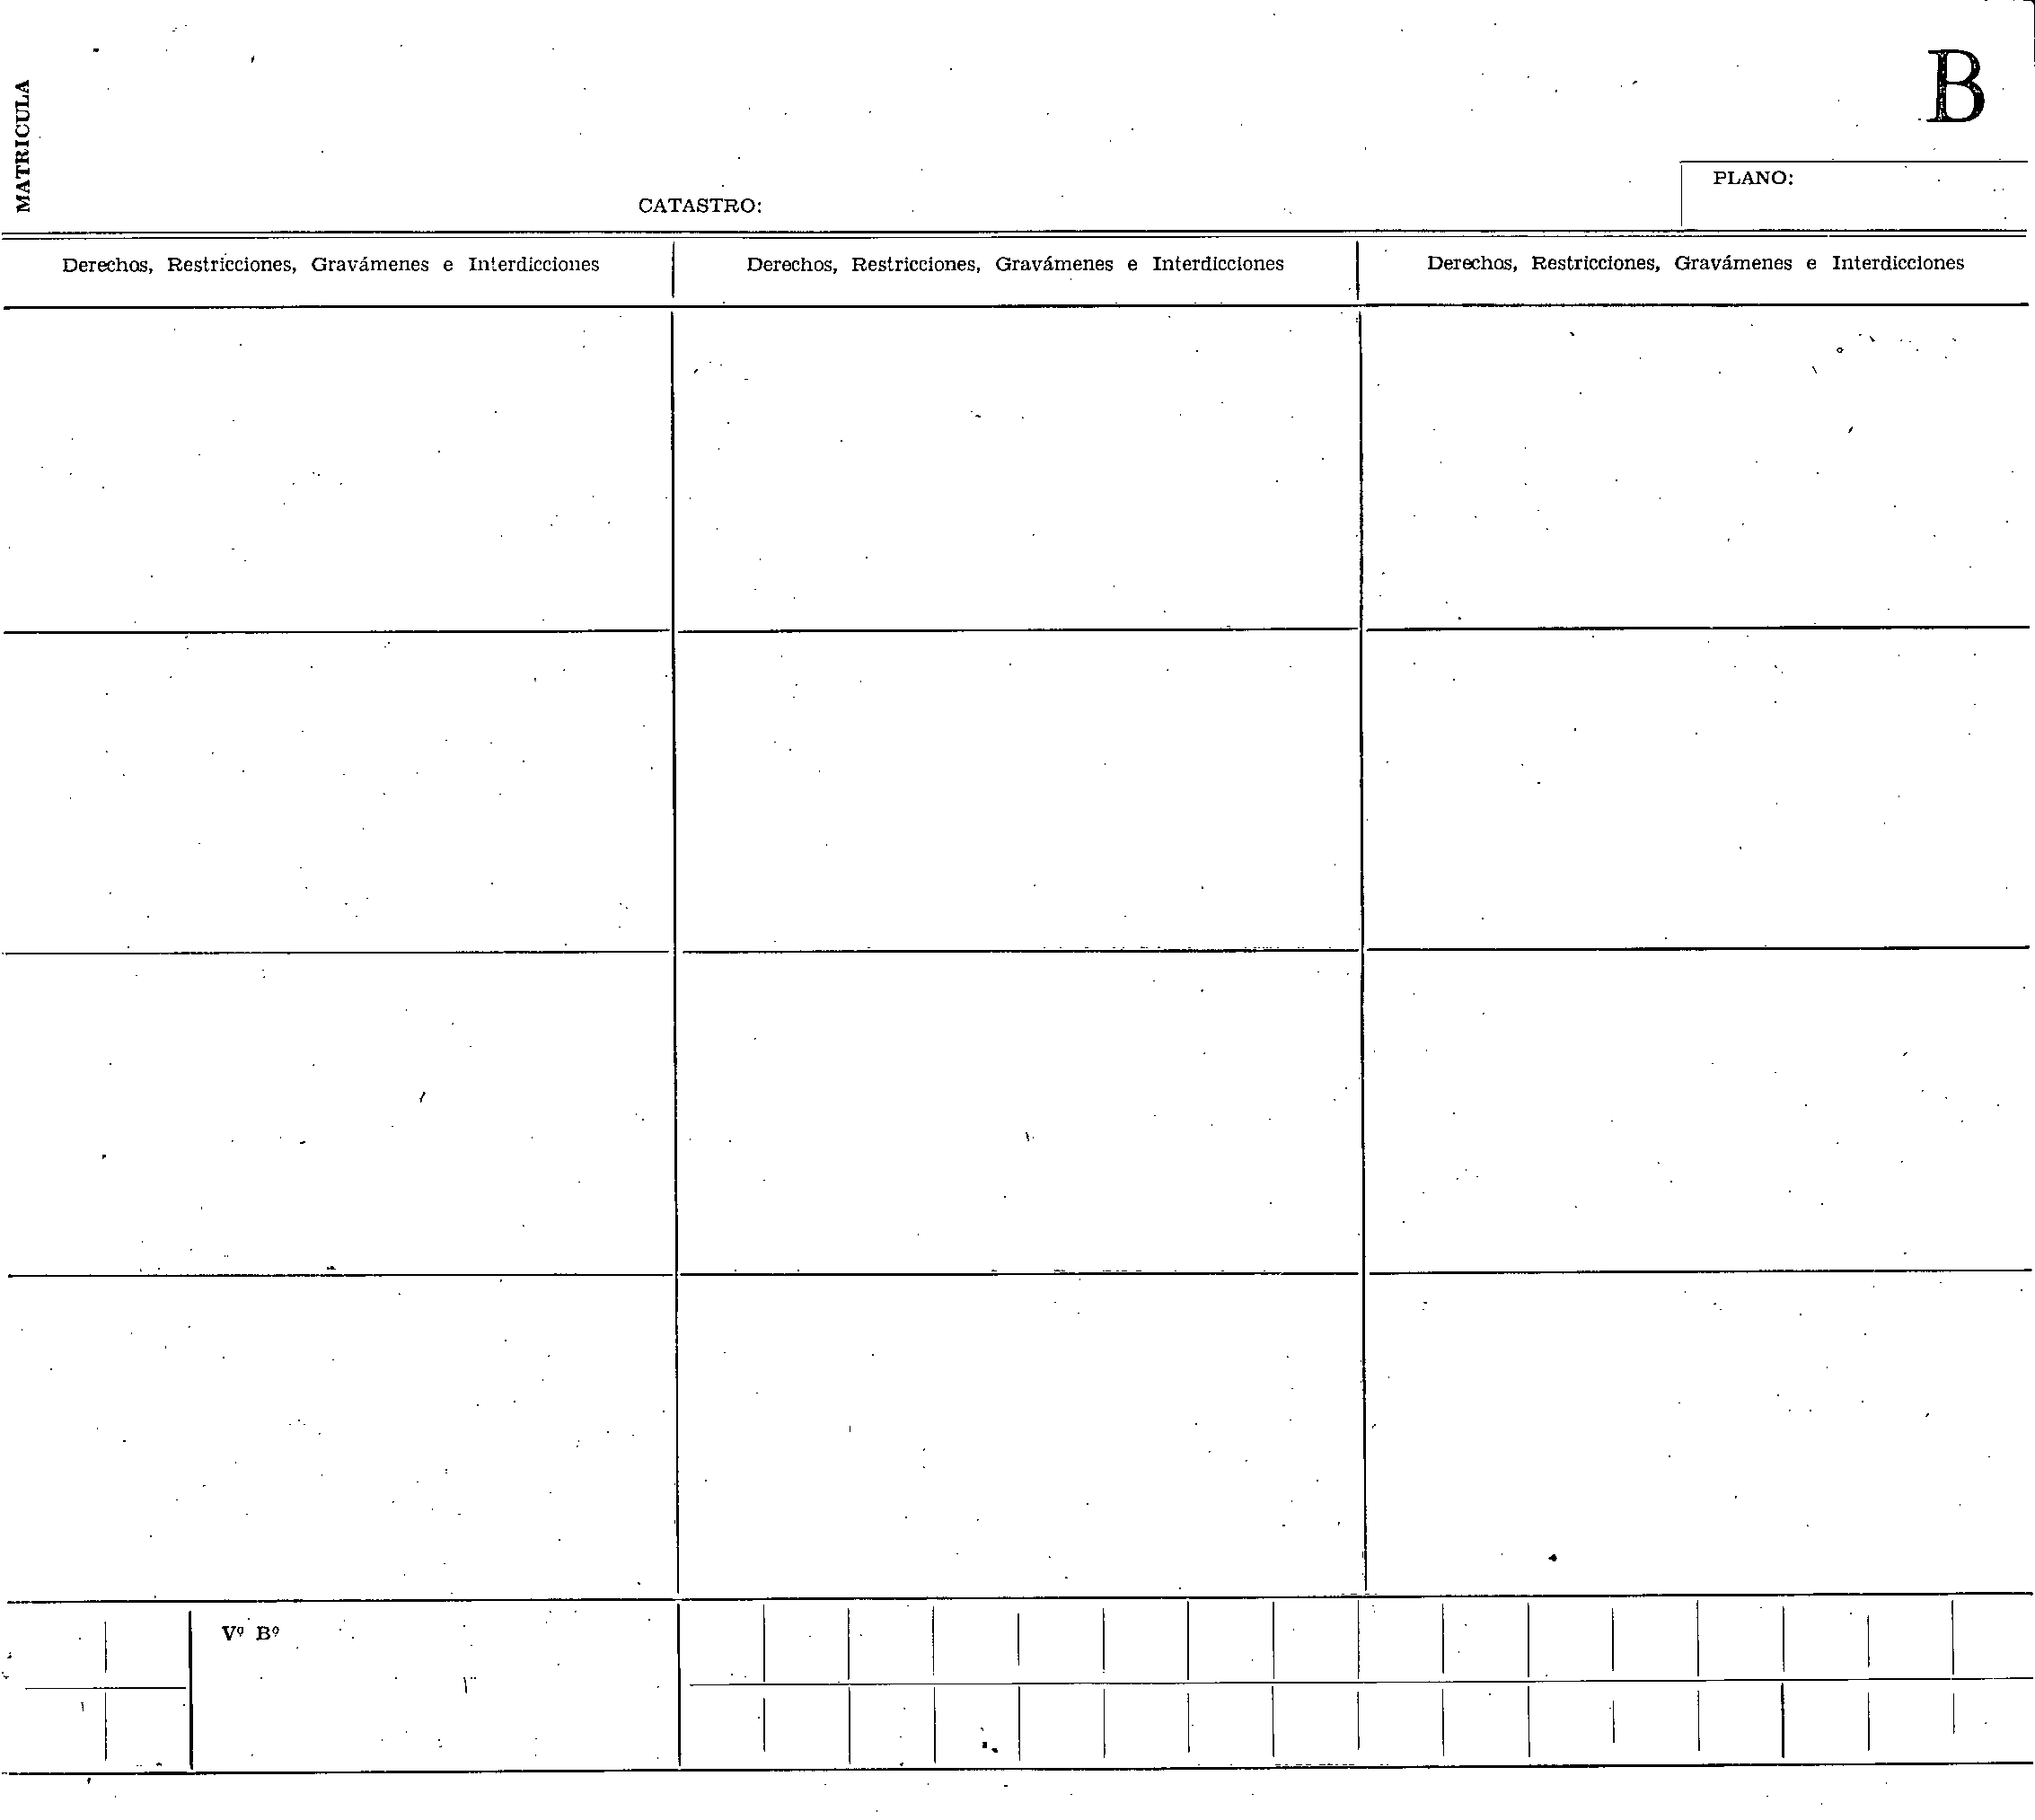 B
MATRICULA
PLANO:
CATASTRO:
Derechos, Restricciones, Gravámenes e Interdicciones
Derechos, Restricciones, Gravámenes e Interdicciones
Derechos, Restricciones, Gravámenes e Interdicciones
Vº Bº